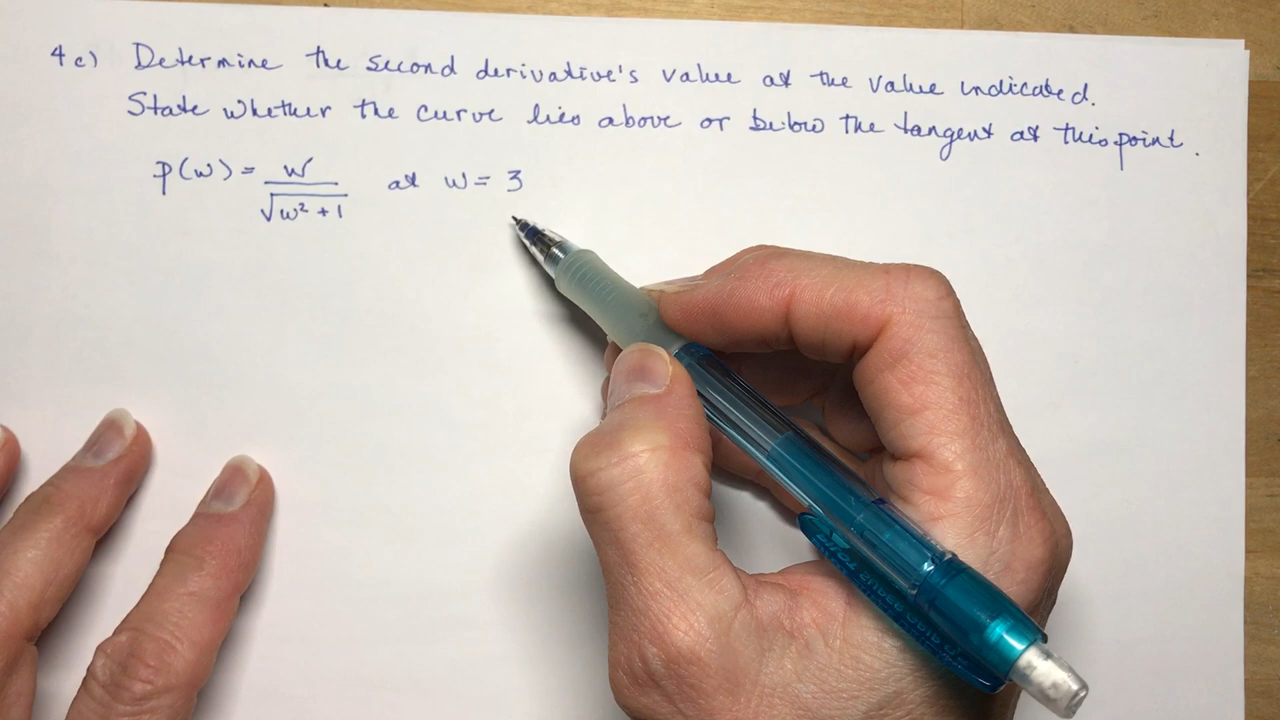 4c) Determine the second derivative's value at the value indicated.
State whether the curve lies above or below the tangent at this point.
p(w) = w / √(w² + 1) at w = 3